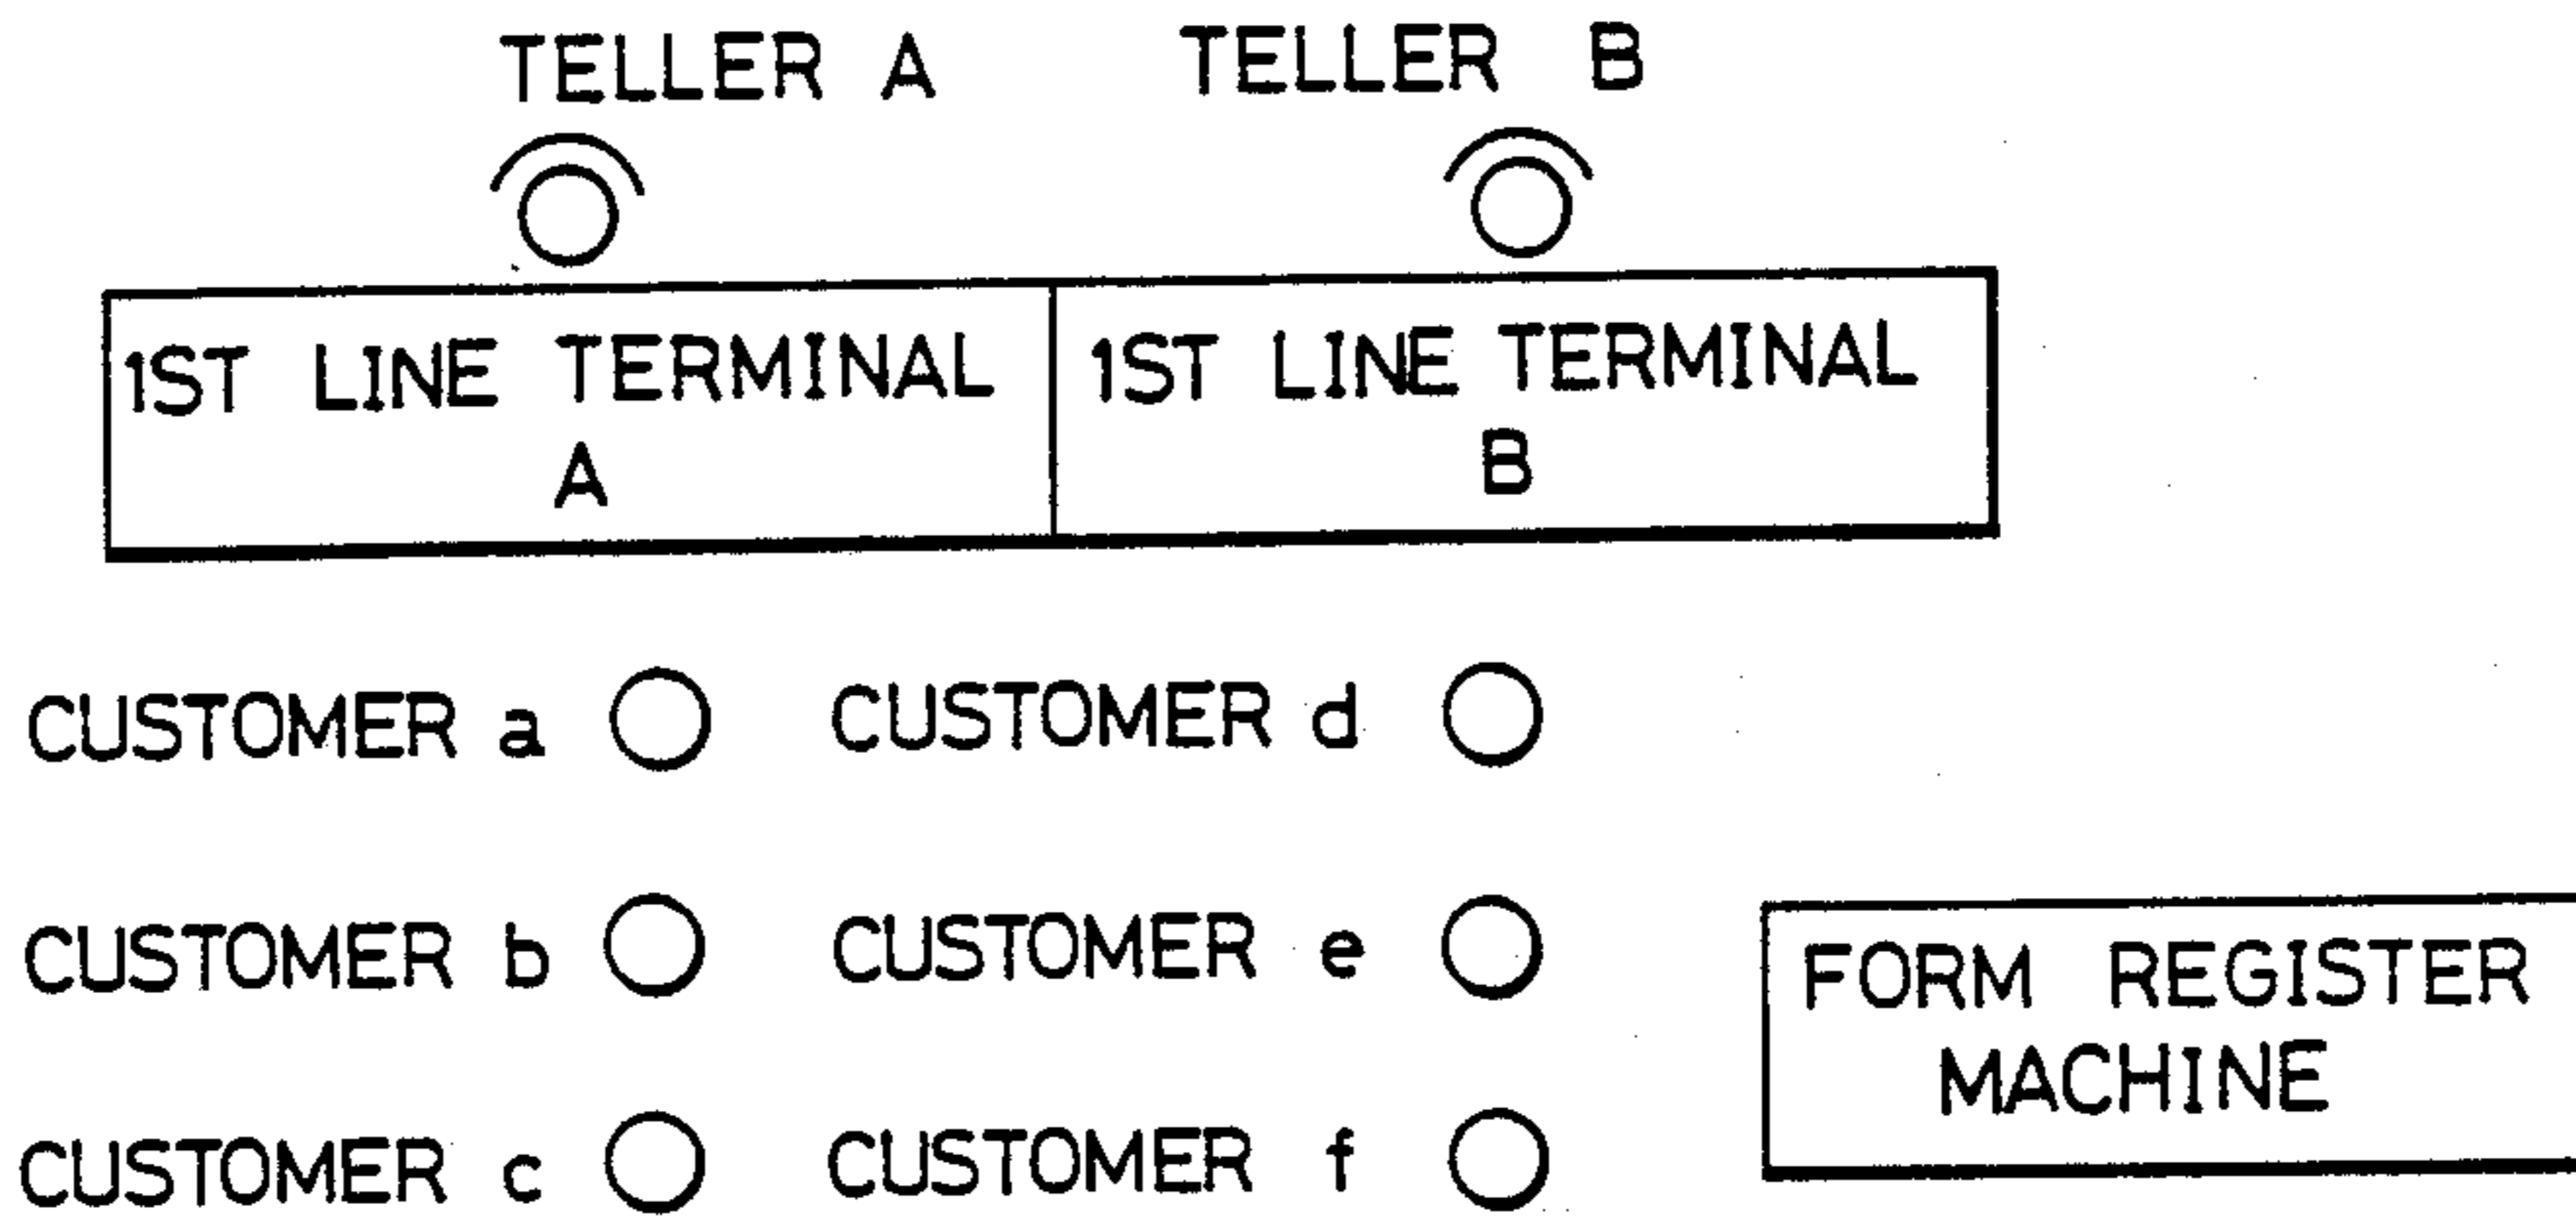 TELLER A
TELLER B
1ST LINE TERMINAL
A
1ST LINE TERMINAL
B
CUSTOMER a
CUSTOMER d
CUSTOMER b
CUSTOMER e
CUSTOMER c
CUSTOMER f
FORM REGISTER
MACHINE